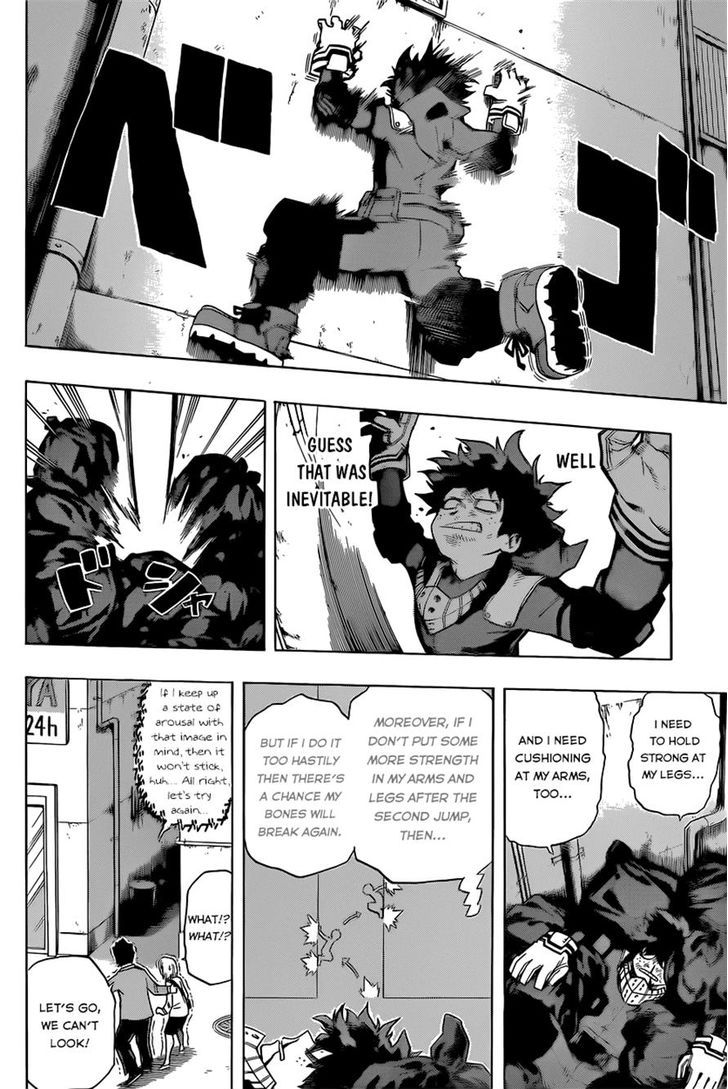 ゴ
ベ
WELL
GUESS
THAT WAS
INEVITABLE!
ドシャ
I NEED
TO HOLD
STRONG AT
MY LEGS...
AND I NEED
CUSHIONING
AT MY ARMS,
TOO...
MOREOVER, IF I
DON'T PUT SOME
MORE STRENGTH
IN MY ARMS AND
LEGS AFTER THE
SECOND JUMP,
THEN...
BUT IF I DO IT
TOO HASTILY
THEN THERE'S
A CHANCE MY
BONES WILL
BREAK AGAIN.
If I keep up
a state of
arousal with
that image in
mind, then it
won't stick,
huh... All right,
let's try
again...
YA
24h
WHAT!?
WHAT!?
LET'S GO,
WE CAN'T
LOOK!